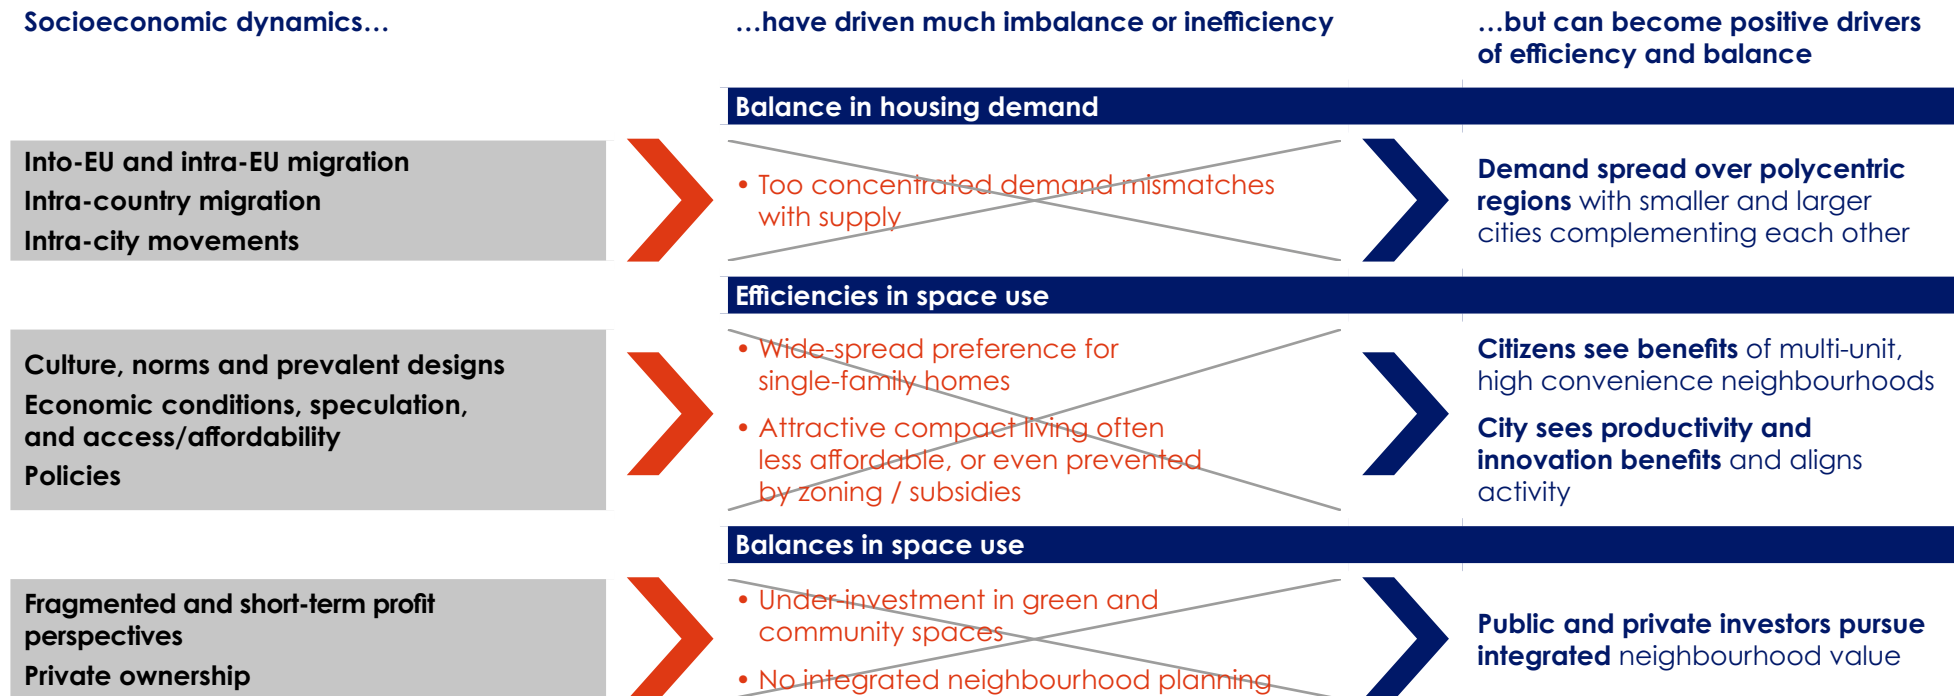 Socioeconomic dynamics…
…have driven much imbalance or inefficiency
…but can become positive drivers
of efficiency and balance
Balance in housing demand
Into-EU and intra-EU migration
Intra-country migration
Intra-city movements
• Too concentrated demand mismatches
with supply
Demand spread over polycentric
regions with smaller and larger
cities complementing each other
Efficiencies in space use
Culture, norms and prevalent designs
Economic conditions, speculation,
and access/affordability
Policies
• Wide-spread preference for
single-family homes
• Attractive compact living often
less affordable, or even prevented
by zoning / subsidies
Citizens see benefits of multi-unit,
high convenience neighbourhoods
City sees productivity and
innovation benefits and aligns
activity
Balances in space use
Fragmented and short-term profit
perspectives
Private ownership
• Under-investment in green and
community spaces
• No integrated neighbourhood planning
Public and private investors pursue
integrated neighbourhood value